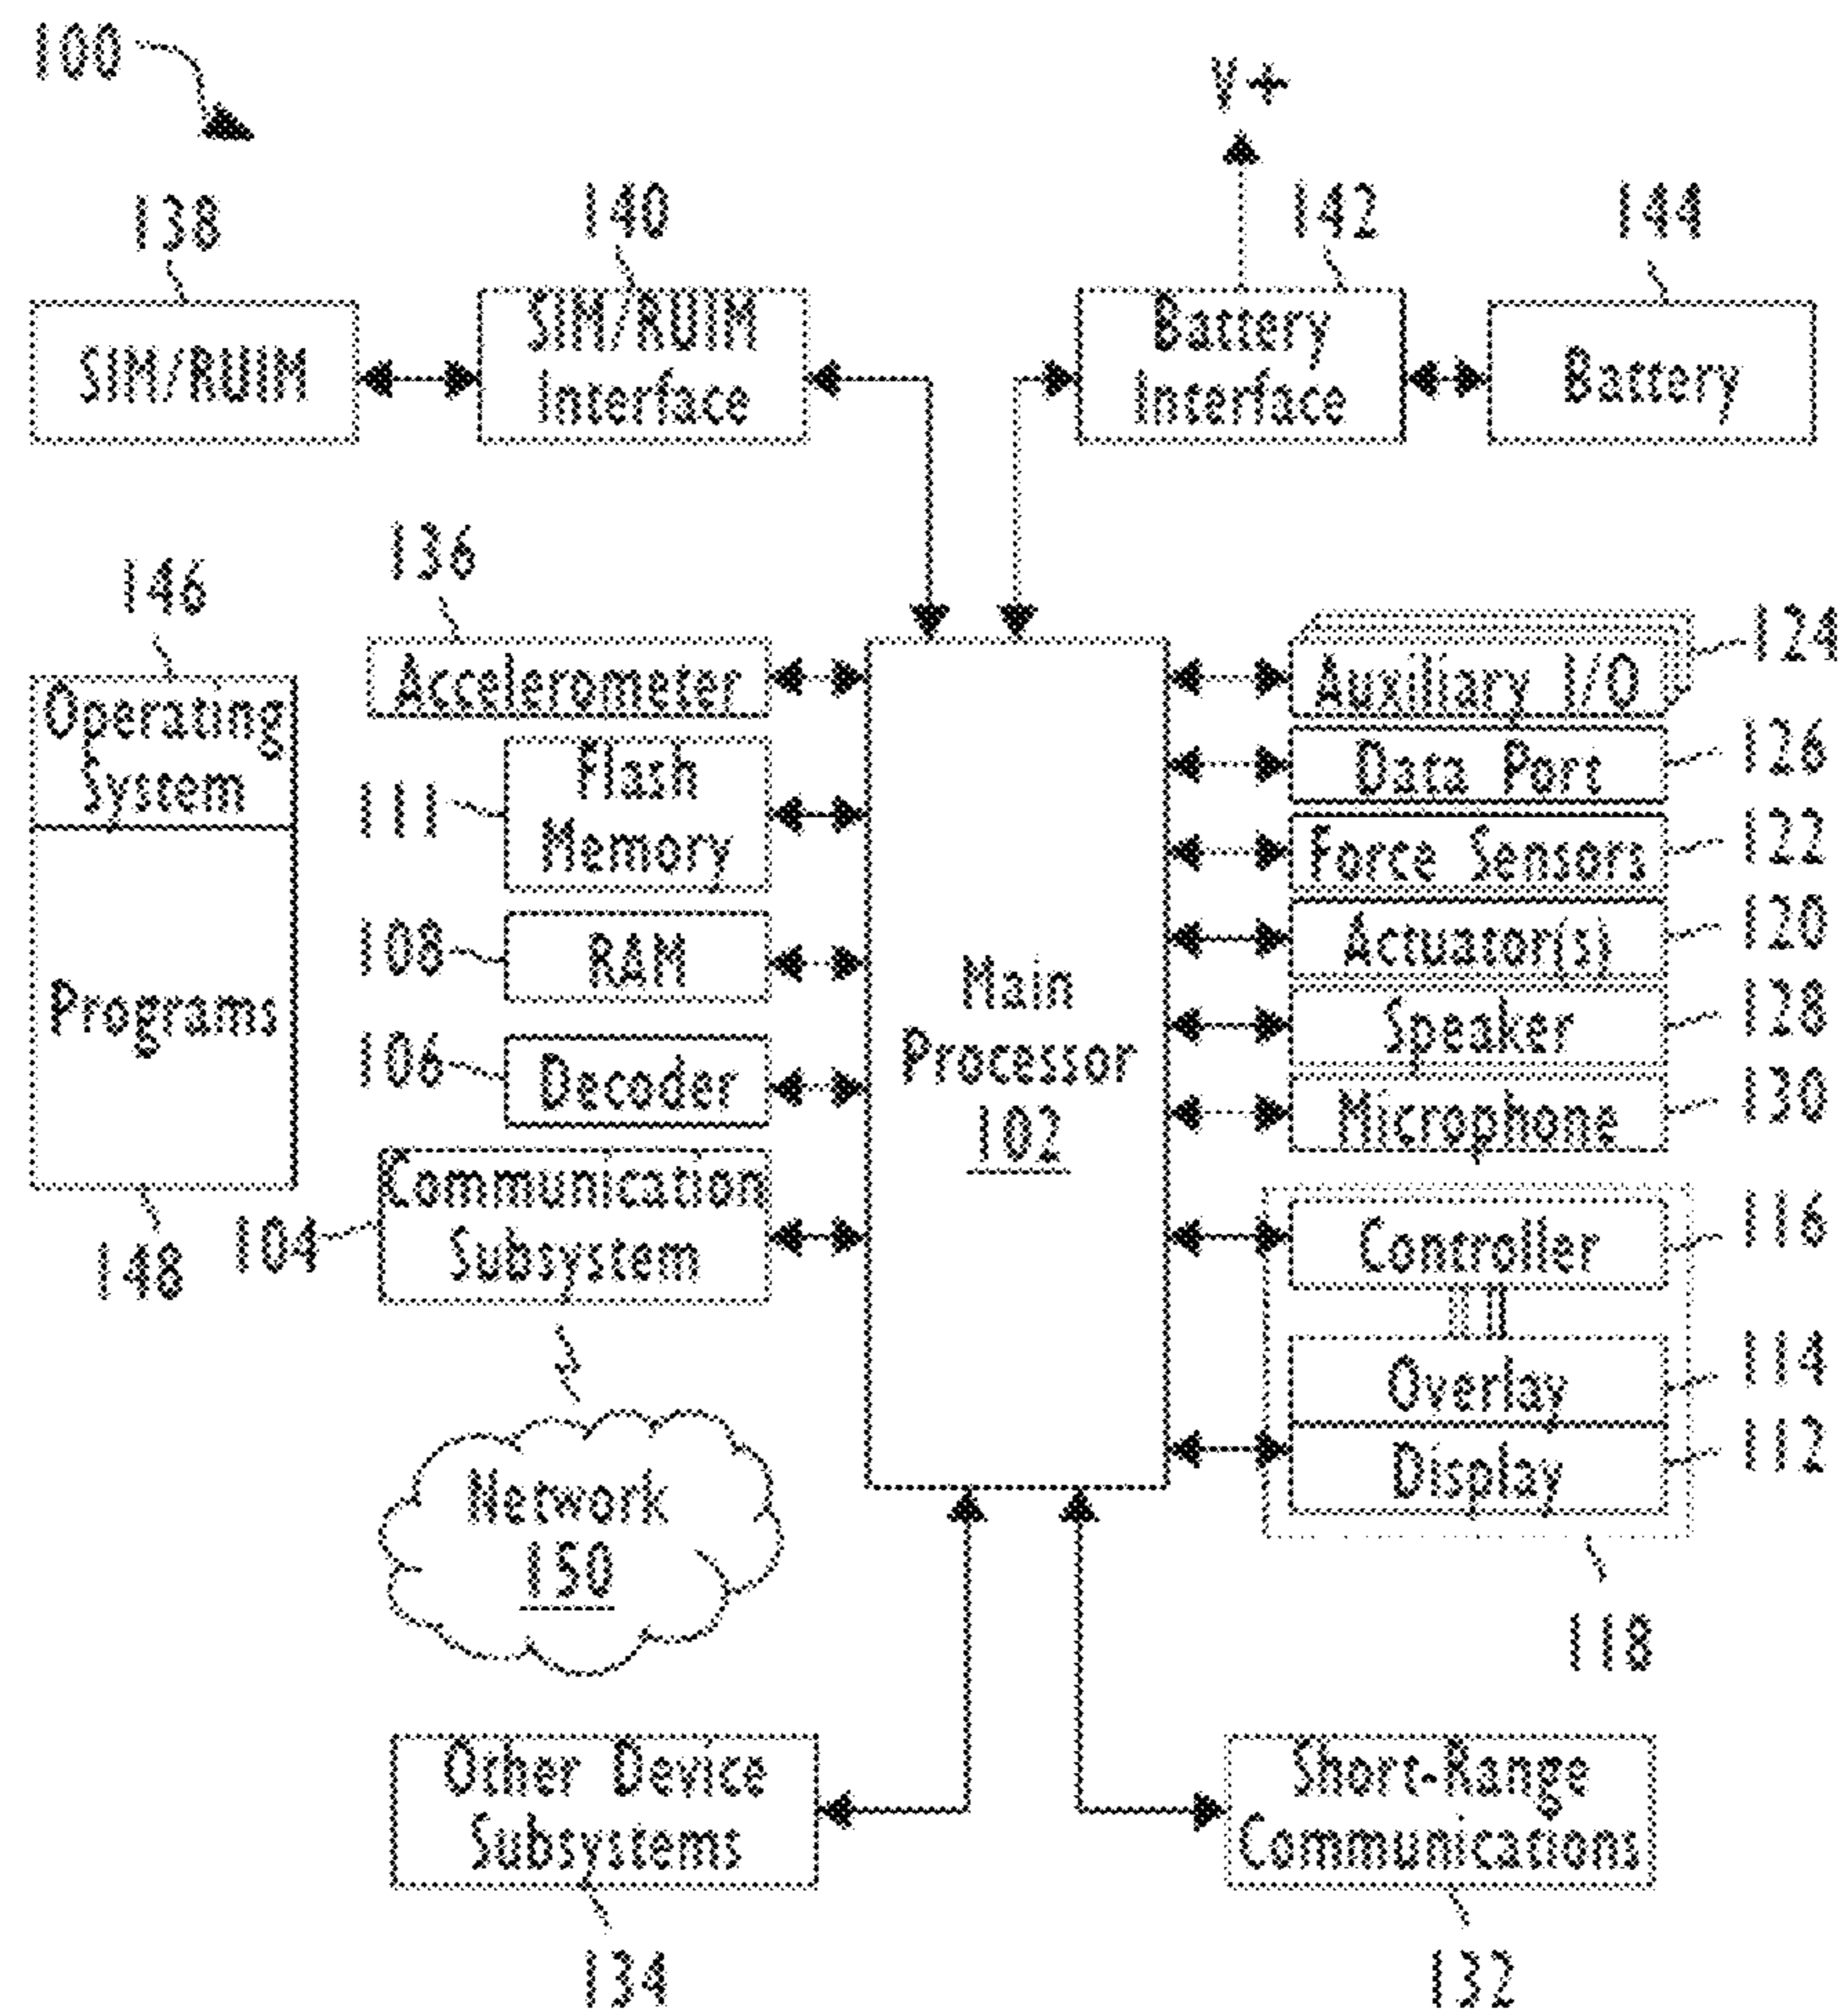 100
V+
138
140
142
144
SIM/RUIM
SIM/RUIM
Interface
Battery
Interface
Battery
146
136
124
Operating
System
Accelerometer
Auxiliary I/O
111
Flash
Memory
Data Port
126
Force Sensors
122
108
RAM
Actuator(s)
120
Programs
Main
Processor
102
Speaker
128
106
Decoder
Microphone
130
148
104
Communication
Subsystem
Controller
116
Overlay
114
Network
150
Display
112
118
Other Device
Subsystems
Short-Range
Communications
134
132